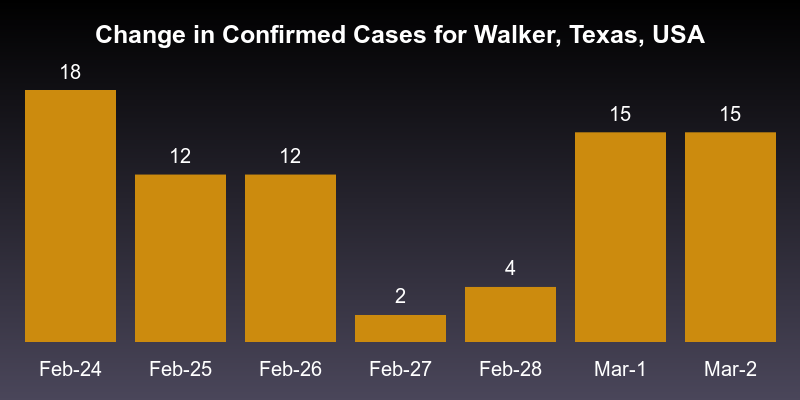 Change in Confirmed Cases for Walker, Texas, USA
18
12
12
2
4
15
15
Feb-24
Feb-25
Feb-26
Feb-27
Feb-28
Mar-1
Mar-2